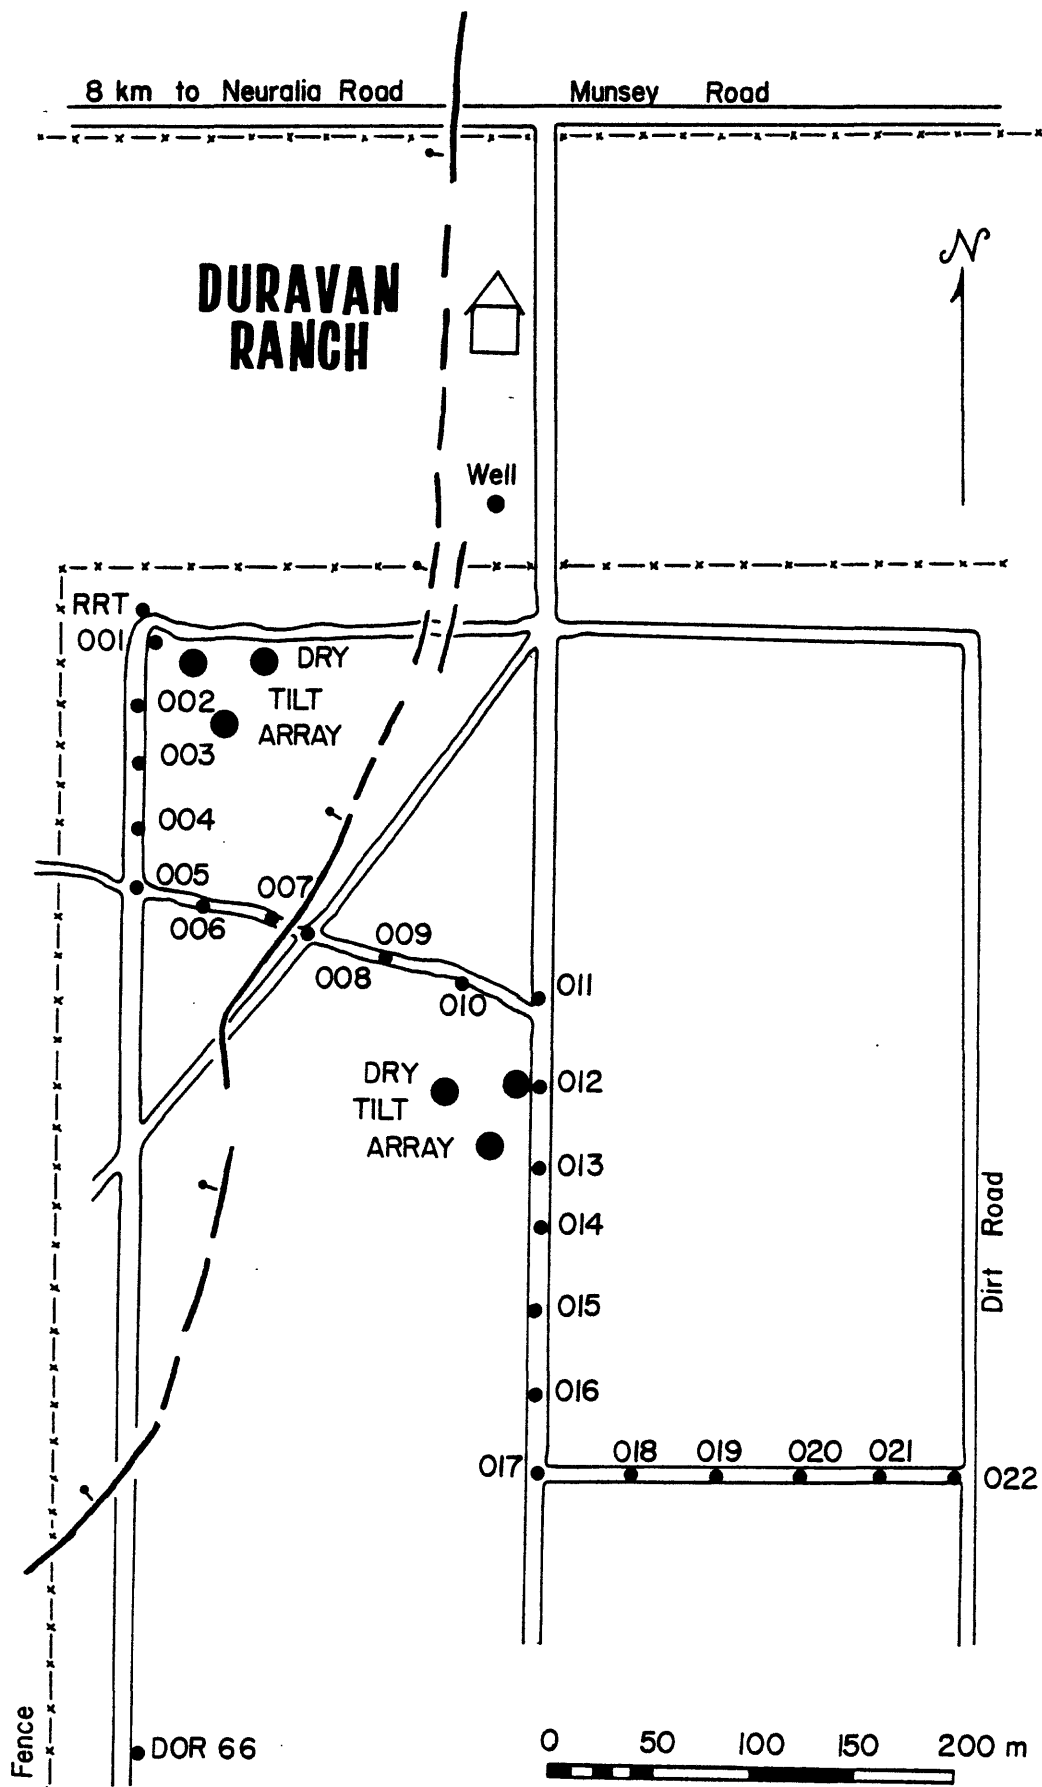 8 km to Neuralia Road
Munsey Road
N
DURAVAN
RANCH
Well
RRT
001
DRY
TILT
ARRAY
002
003
004
005
006
007
008
009
010
011
DRY
TILT
ARRAY
012
013
014
015
016
017
018
019
020
021
022
Dirt Road
Fence
DOR 66
0 50 100 150 200 m